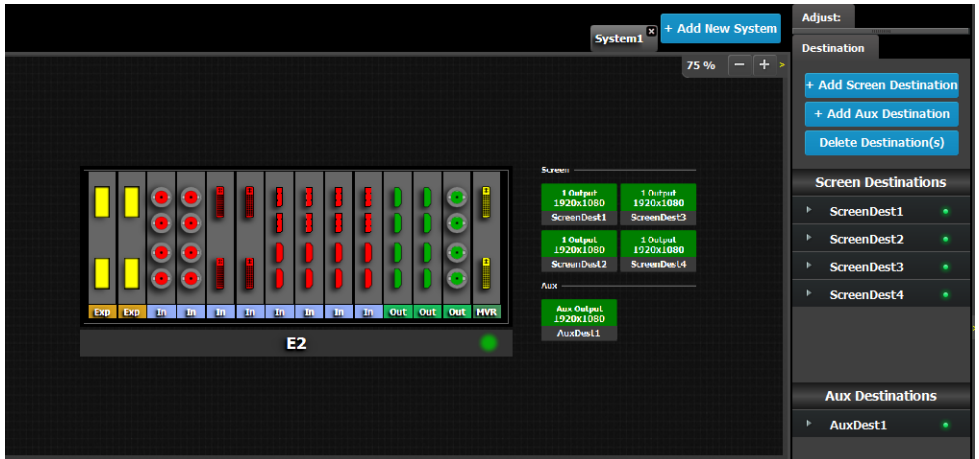 System1
+ Add New System
75 %
Adjust:
Destination
+ Add Screen Destination
+ Add Aux Destination
Delete Destination(s)
Screen
1 Output
1920x1080
ScreenDest1
1 Output
1920x1080
ScreenDest3
1 Output
1920x1080
ScreenDest2
1 Output
1920x1080
ScreenDest4
Aux
Aux Output
1920x1080
AuxDest1
Exp Exp In In In In In In In In Out Out Out MVR
E2
Screen Destinations
ScreenDest1
ScreenDest2
ScreenDest3
ScreenDest4
Aux Destinations
AuxDest1